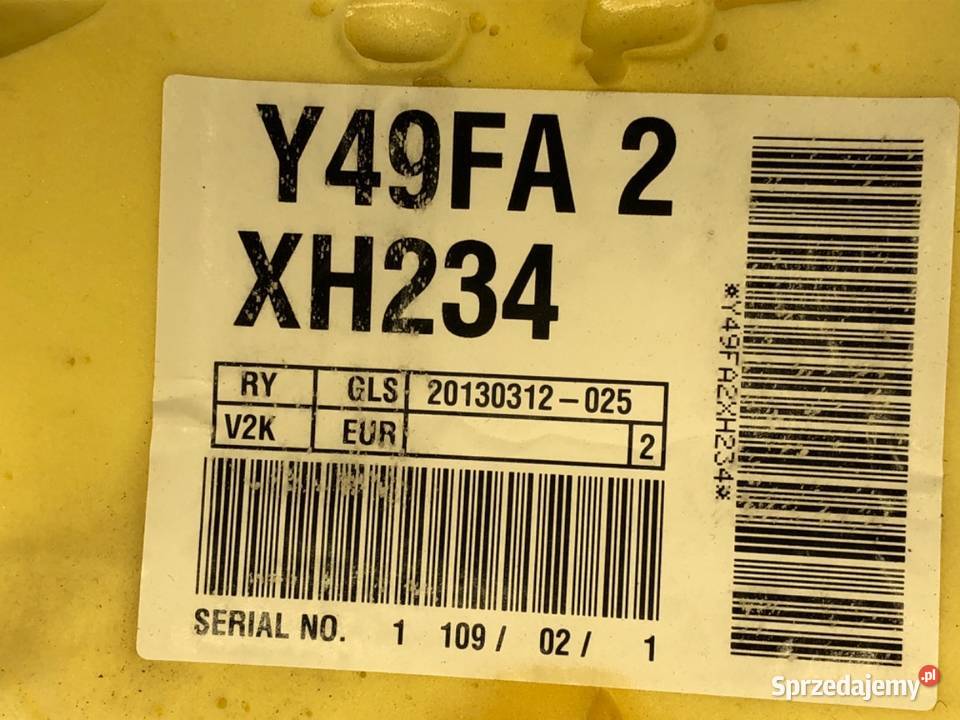 Y49FA 2
XH234
RY GLS 20130312-025
V2K EUR 2
SERIAL NO. 1 109/ 02/ 1
*Y49FA2XH234*
Sprzedajemy.pl